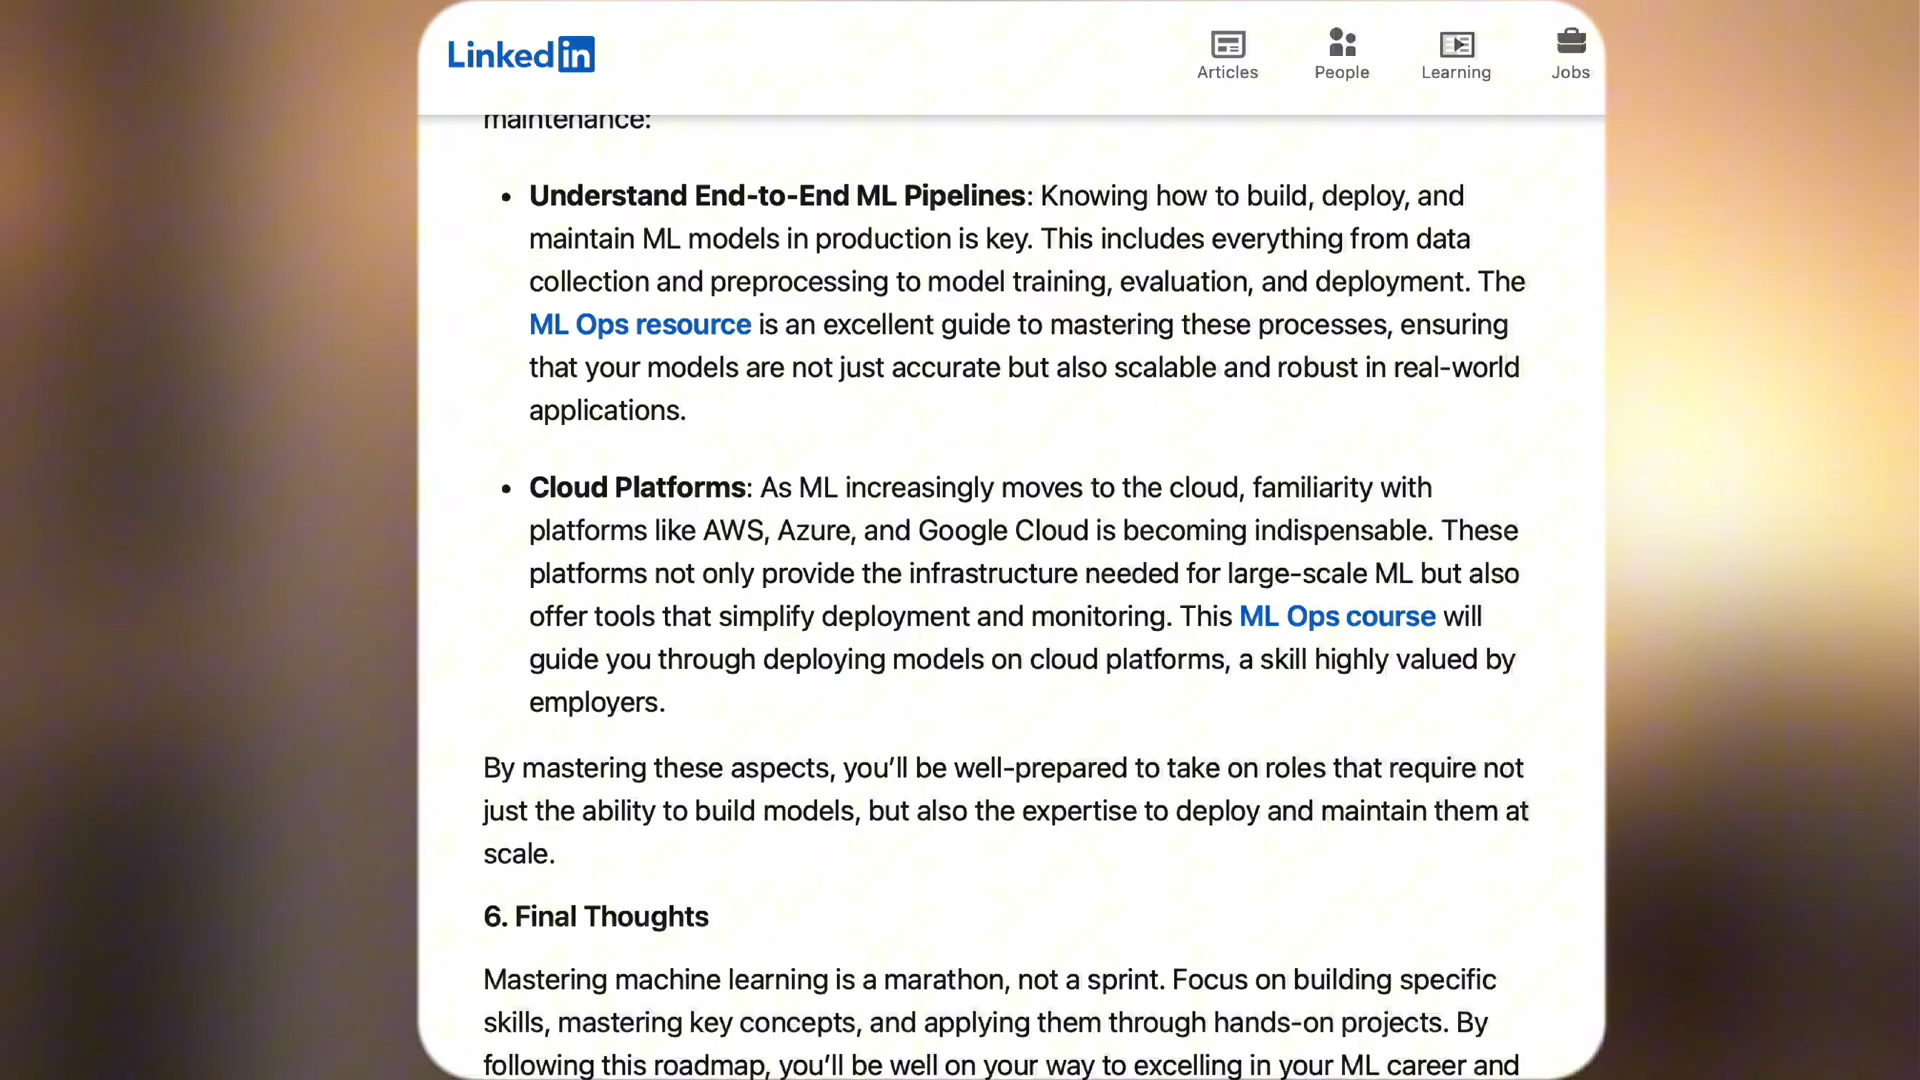 Linkedin
Articles
People
Learning
Jobs
maintenance:
• Understand End-to-End ML Pipelines: Knowing how to build, deploy, and
maintain ML models in production is key. This includes everything from data
collection and preprocessing to model training, evaluation, and deployment. The
ML Ops resource is an excellent guide to mastering these processes, ensuring
that your models are not just accurate but also scalable and robust in real-world
applications.
• Cloud Platforms: As ML increasingly moves to the cloud, familiarity with
platforms like AWS, Azure, and Google Cloud is becoming indispensable. These
platforms not only provide the infrastructure needed for large-scale ML but also
offer tools that simplify deployment and monitoring. This ML Ops course will
guide you through deploying models on cloud platforms, a skill highly valued by
employers.
By mastering these aspects, you’ll be well-prepared to take on roles that require not
just the ability to build models, but also the expertise to deploy and maintain them at
scale.
6. Final Thoughts
Mastering machine learning is a marathon, not a sprint. Focus on building specific
skills, mastering key concepts, and applying them through hands-on projects. By
following this roadmap, you’ll be well on your way to excelling in your ML career and